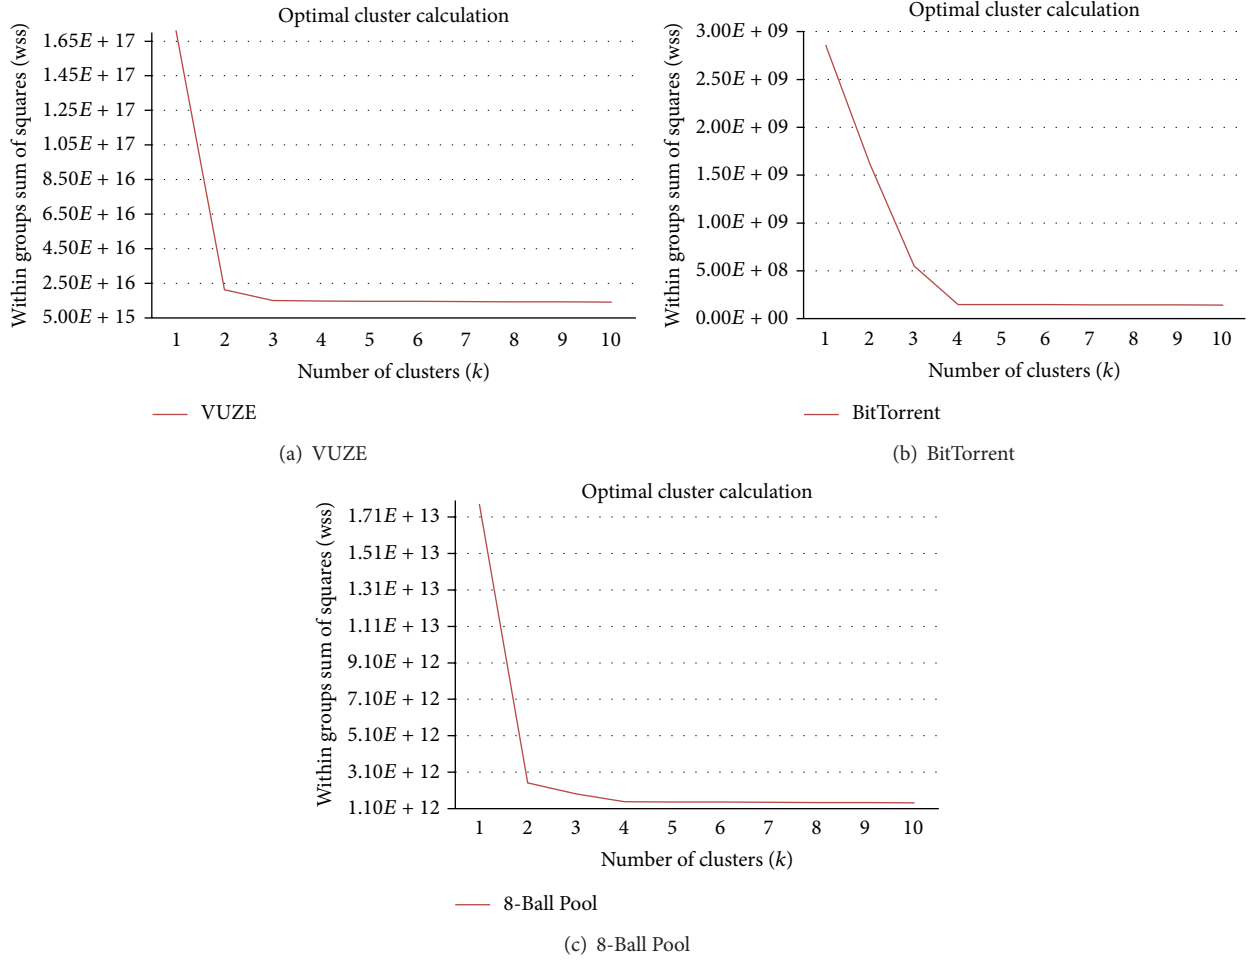 Optimal cluster calculation
Within groups sum of squares (wss)
1.65E + 17
1.45E + 17
1.25E + 17
1.05E + 17
8.50E + 16
6.50E + 16
4.50E + 16
2.50E + 16
5.00E + 15
1 2 3 4 5 6 7 8 9 10
Number of clusters (k)
VUZE
(a) VUZE
Optimal cluster calculation
Within groups sum of squares (wss)
3.00E + 09
2.50E + 09
2.00E + 09
1.50E + 09
1.00E + 09
5.00E + 08
0.00E + 00
1 2 3 4 5 6 7 8 9 10
Number of clusters (k)
BitTorrent
(b) BitTorrent
Optimal cluster calculation
Within groups sum of squares (wss)
1.71E + 13
1.51E + 13
1.31E + 13
1.11E + 13
9.10E + 12
7.10E + 12
5.10E + 12
3.10E + 12
1.10E + 12
1 2 3 4 5 6 7 8 9 10
Number of clusters (k)
8-Ball Pool
(c) 8-Ball Pool